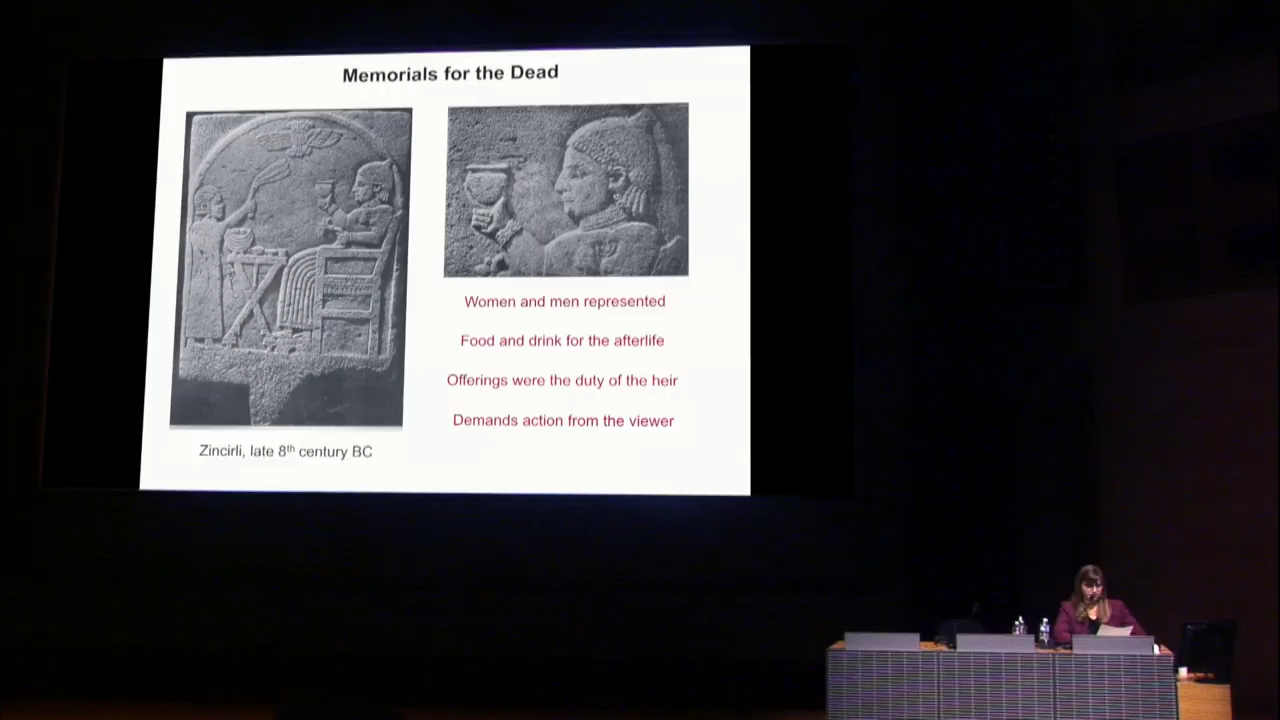 Memorials for the Dead
Women and men represented
Food and drink for the afterlife
Offerings were the duty of the heir
Demands action from the viewer
Zincirli, late 8th century BC